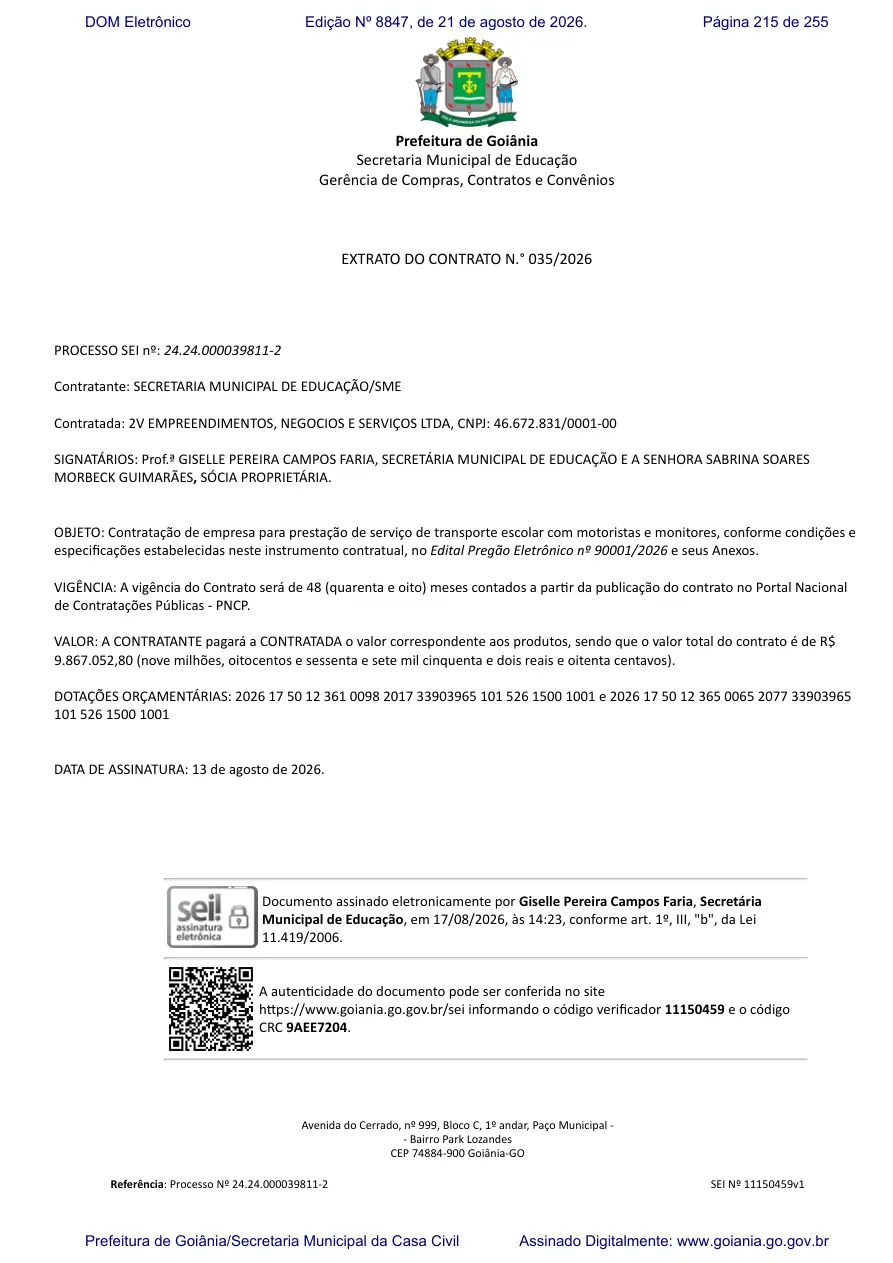 DOM Eletrônico Edição Nº 8847, de 21 de agosto de 2026. Página 215 de 255
Prefeitura de Goiânia
Secretaria Municipal de Educação
Gerência de Compras, Contratos e Convênios
EXTRATO DO CONTRATO N.° 035/2026
PROCESSO SEI nº: 24.24.000039811-2
Contratante: SECRETARIA MUNICIPAL DE EDUCAÇÃO/SME
Contratada: 2V EMPREENDIMENTOS, NEGOCIOS E SERVIÇOS LTDA, CNPJ: 46.672.831/0001-00
SIGNATÁRIOS: Prof.ª GISELLE PEREIRA CAMPOS FARIA, SECRETÁRIA MUNICIPAL DE EDUCAÇÃO E A SENHORA SABRINA SOARES
MORBECK GUIMARÃES, SÓCIA PROPRIETÁRIA.
OBJETO: Contratação de empresa para prestação de serviço de transporte escolar com motoristas e monitores, conforme condições e
especificações estabelecidas neste instrumento contratual, no Edital Pregão Eletrônico nº 90001/2026 e seus Anexos.
VIGÊNCIA: A vigência do Contrato será de 48 (quarenta e oito) meses contados a partir da publicação do contrato no Portal Nacional
de Contratações Públicas - PNCP.
VALOR: A CONTRATANTE pagará a CONTRATADA o valor correspondente aos produtos, sendo que o valor total do contrato é de R$
9.867.052,80 (nove milhões, oitocentos e sessenta e sete mil cinquenta e dois reais e oitenta centavos).
DOTAÇÕES ORÇAMENTÁRIAS: 2026 17 50 12 361 0098 2017 33903965 101 526 1500 1001 e 2026 17 50 12 365 0065 2077 33903965
101 526 1500 1001
DATA DE ASSINATURA: 13 de agosto de 2026.
sei!
assinatura
eletrônica
Documento assinado eletronicamente por Giselle Pereira Campos Faria, Secretária
Municipal de Educação, em 17/08/2026, às 14:23, conforme art. 1º, III, "b", da Lei
11.419/2006.
A autenticidade do documento pode ser conferida no site
https://www.goiania.go.gov.br/sei informando o código verificador 11150459 e o código
CRC 9AEE7204.
Avenida do Cerrado, nº 999, Bloco C, 1º andar, Paço Municipal -
- Bairro Park Lozandes
CEP 74884-900 Goiânia-GO
Referência: Processo Nº 24.24.000039811-2 SEI Nº 11150459v1
Prefeitura de Goiânia/Secretaria Municipal da Casa Civil Assinado Digitalmente: www.goiania.go.gov.br